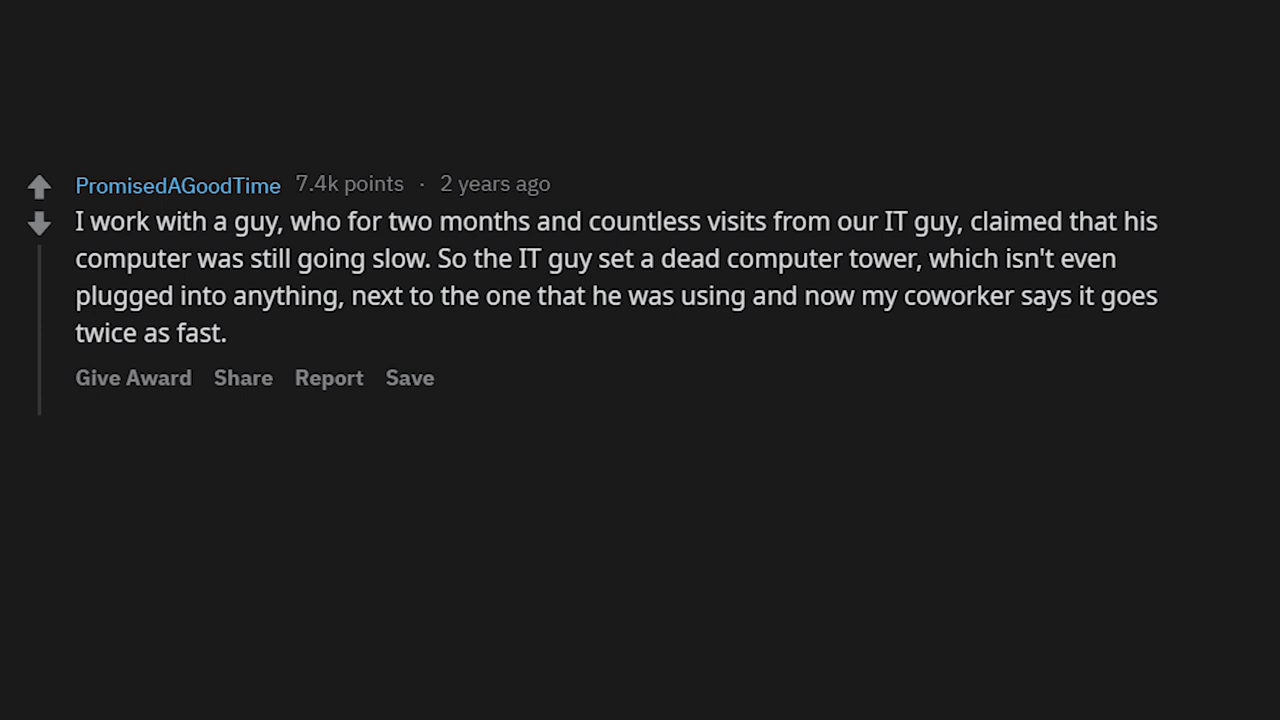 PromisedAGoodTime 7.4k points · 2 years ago
I work with a guy, who for two months and countless visits from our IT guy, claimed that his
computer was still going slow. So the IT guy set a dead computer tower, which isn't even
plugged into anything, next to the one that he was using and now my coworker says it goes
twice as fast.
Give Award Share Report Save